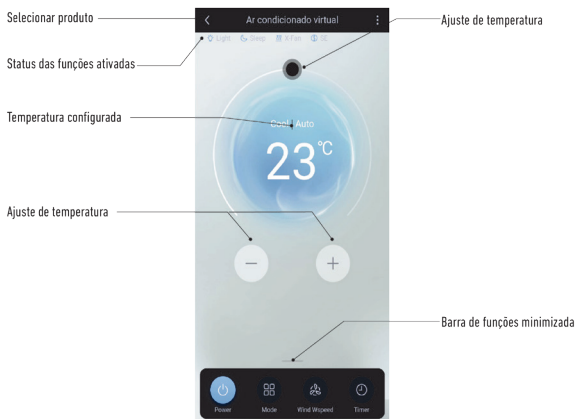 Selecionar produto
Ar condicionado virtual
Ajuste de temperatura
Light Sleep X-Fan SE
Status das funções ativadas
Temperatura configurada
Cool Auto
23°C
Ajuste de temperatura
− +
Barra de funções minimizada
Power Mode Wind Wspeed Timer